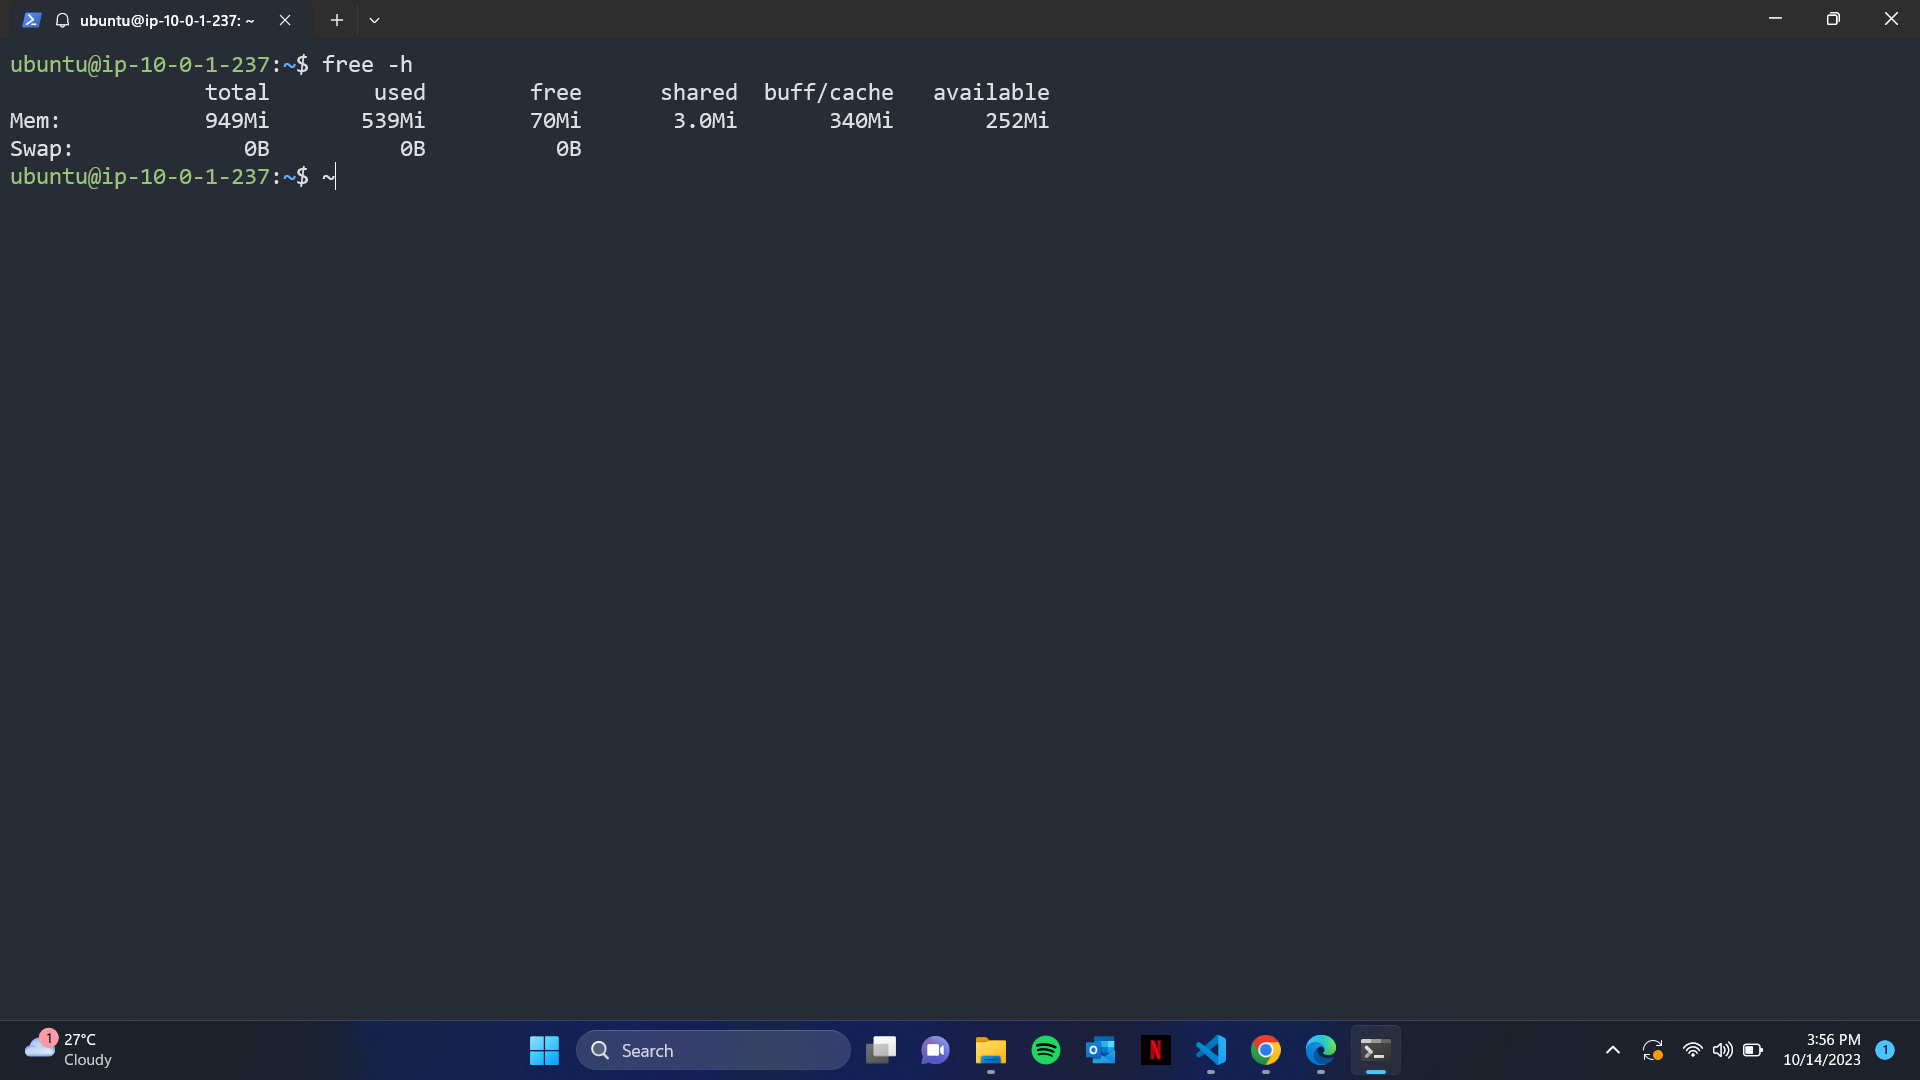 ubuntu@ip-10-0-1-237: ~
ubuntu@ip-10-0-1-237:~$ free -h
total used free shared buff/cache available
Mem: 949Mi 539Mi 70Mi 3.0Mi 340Mi 252Mi
Swap: 0B 0B 0B
ubuntu@ip-10-0-1-237:~$ ~
1
27°C
Cloudy
Search
3:56 PM
10/14/2023
1